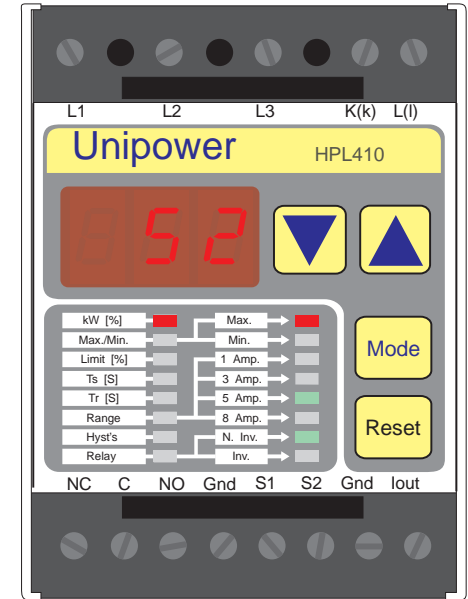 L1 L2 L3 K(k) L(l)
Unipower HPL410
52
kW [%] Max.
Max./Min. Min.
Limit [%] 1 Amp.
Ts [S] 3 Amp.
Tr [S] 5 Amp.
Range 8 Amp.
Hyst's N. Inv.
Relay Inv.
Mode
Reset
NC C NO Gnd S1 S2 Gnd Iout